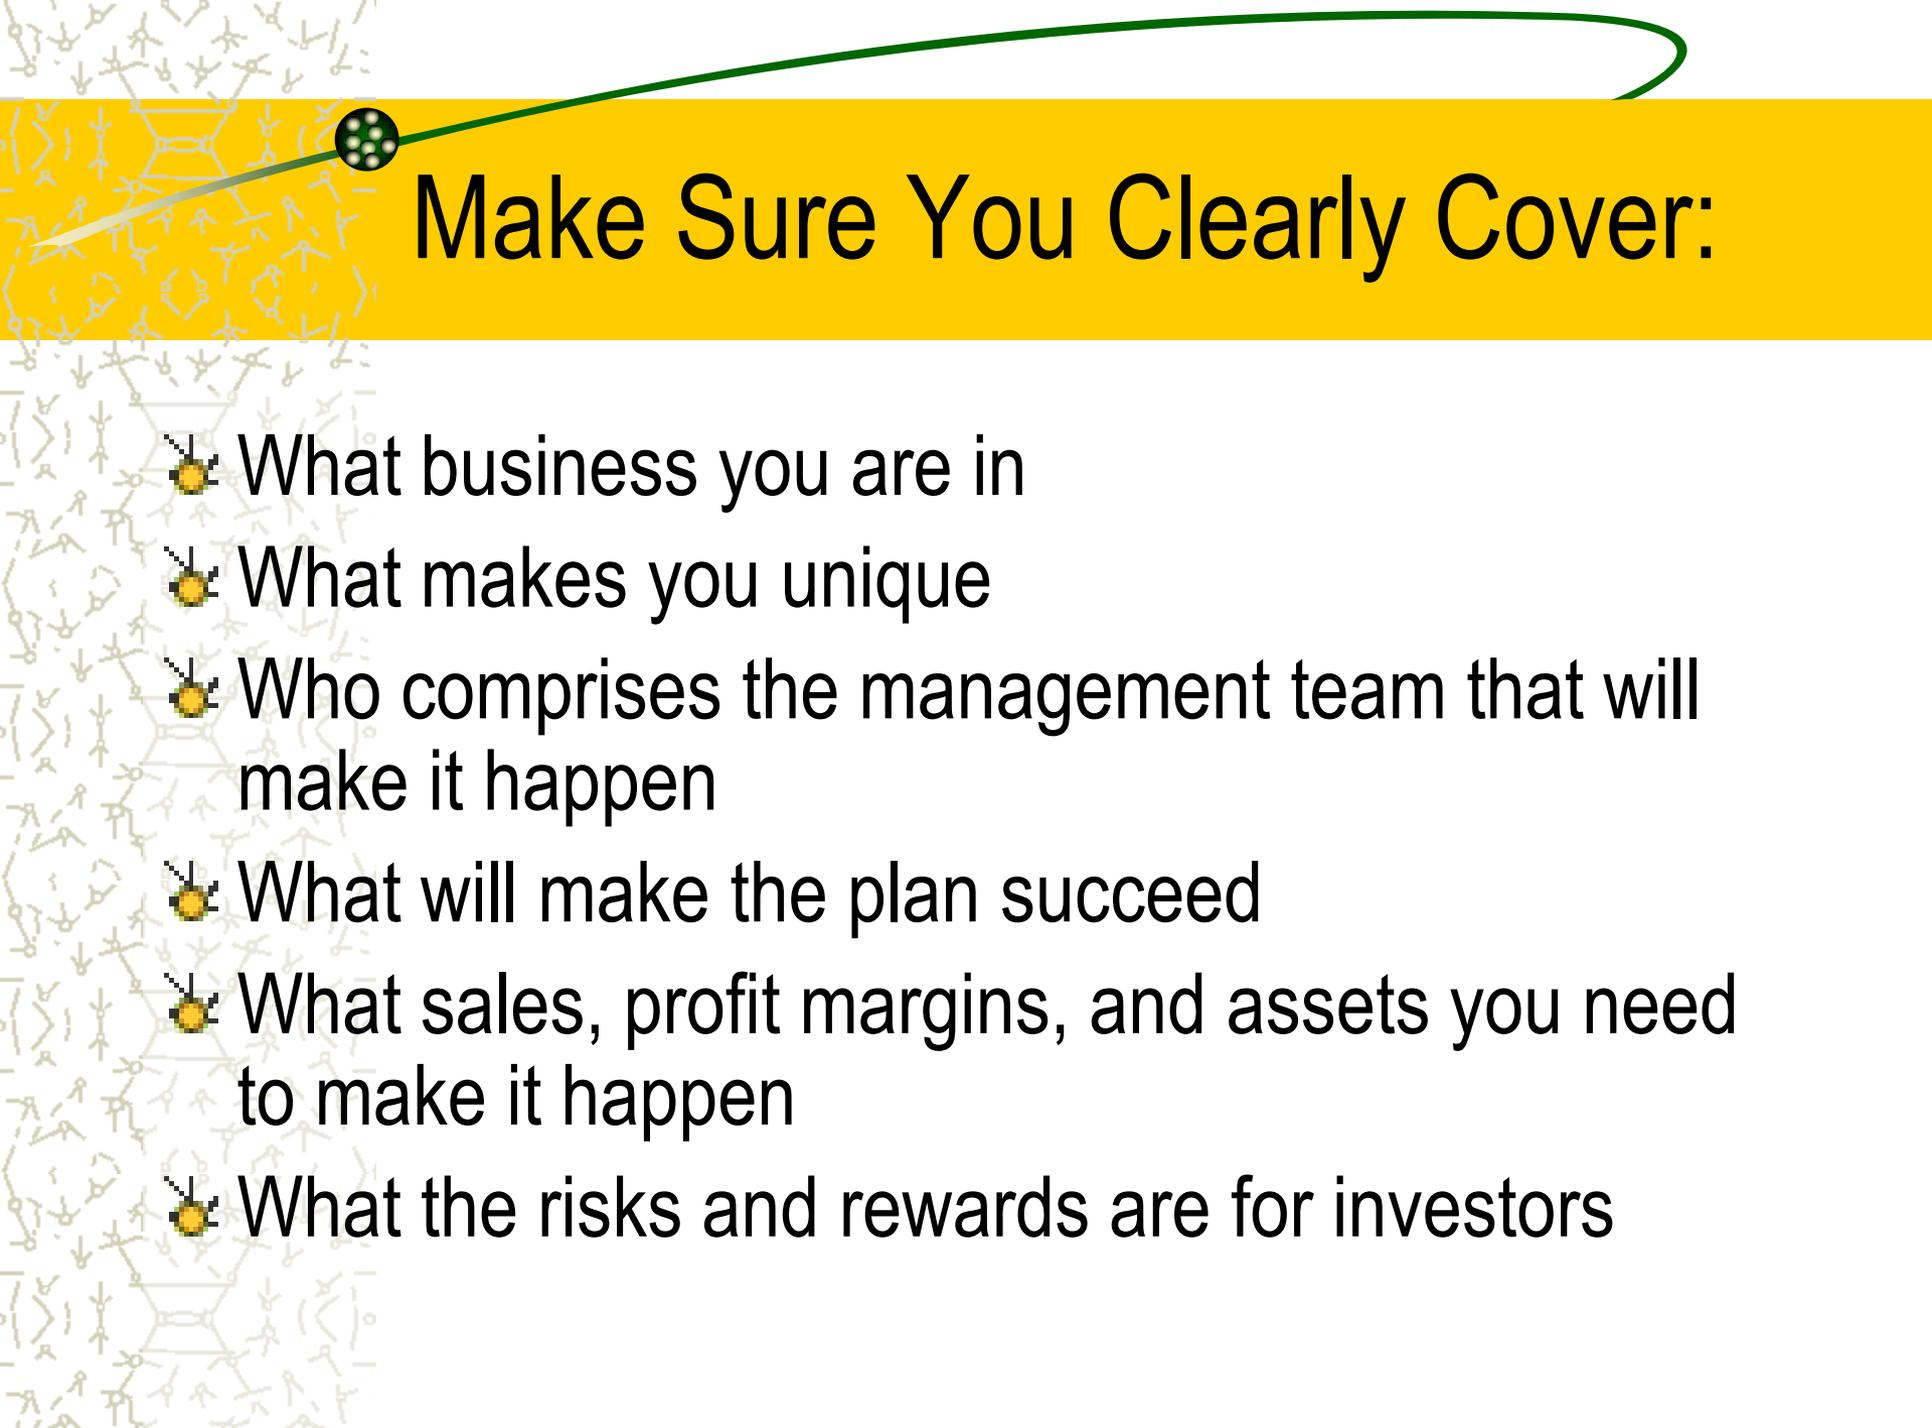 Make Sure You Clearly Cover:
What business you are in
What makes you unique
Who comprises the management team that will
make it happen
What will make the plan succeed
What sales, profit margins, and assets you need
to make it happen
What the risks and rewards are for investors